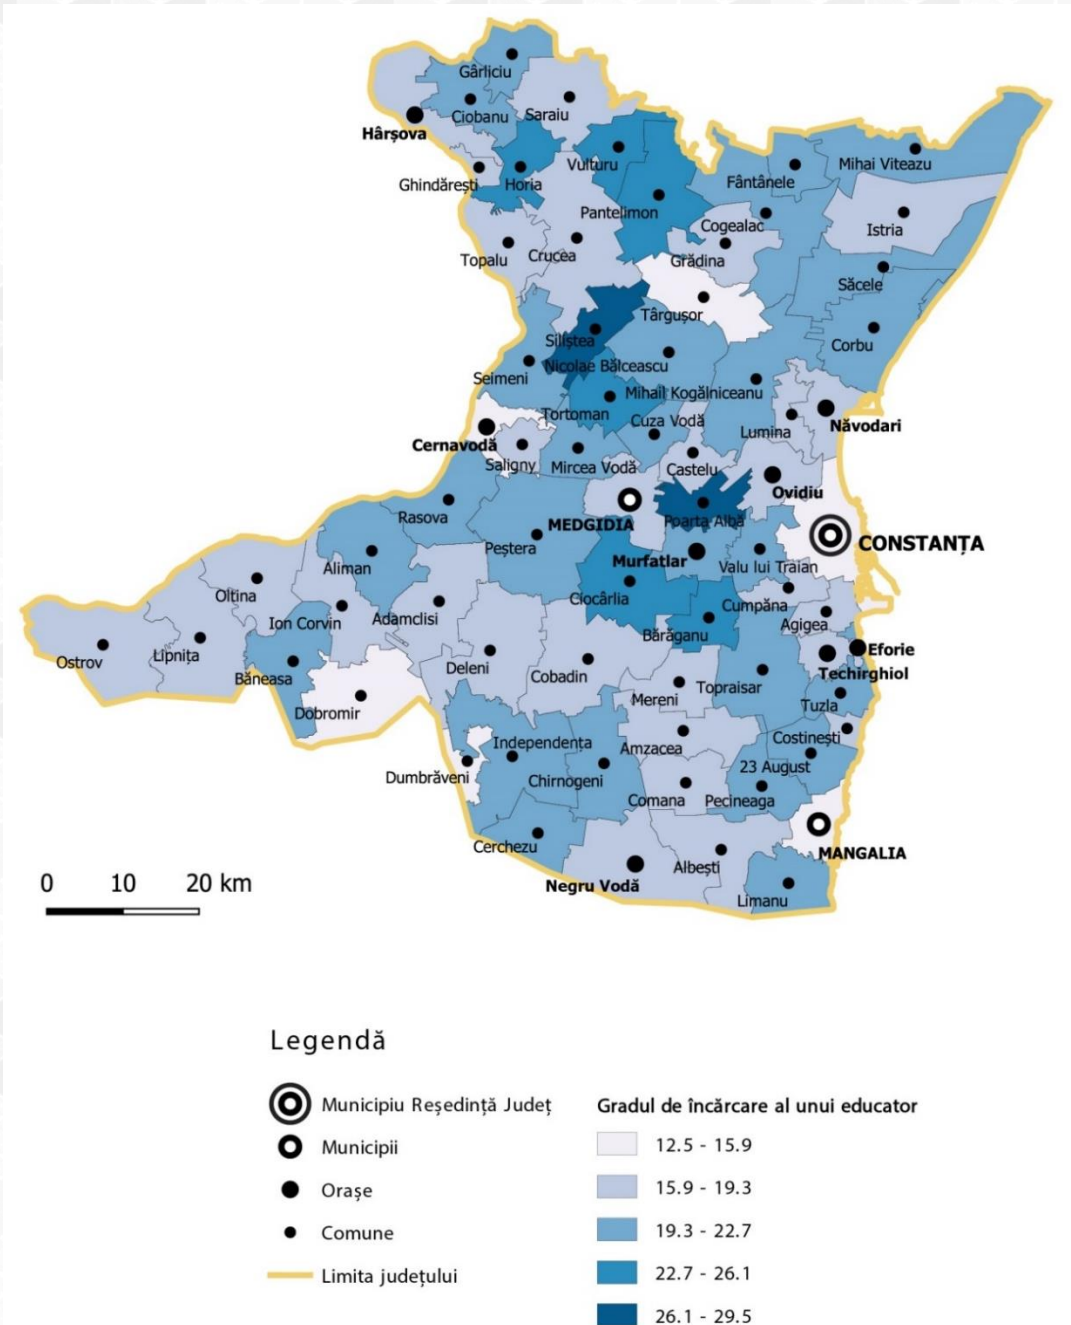 Gârliciu
Ciobanu
Saraiu
Hârșova
Ghindărești
Horia
Vulturu
Pantelimon
Fântânele
Mihai Viteazu
Cogealac
Istria
Topalu
Crucea
Grădina
Săcele
Târgușor
Siliștea
Corbu
Nicolae Bălcescu
Seimeni
Mihail Kogălniceanu
Tortoman
Cuza Vodă
Lumina
Năvodari
Cernavodă
Saligny
Mircea Vodă
Castelu
Ovidiu
Rasova
MEDGIDIA
Poarta Albă
Peștera
Murfatlar
CONSTANȚA
Valu lui Traian
Aliman
Oltina
Ciocârlia
Cumpăna
Ion Corvin
Adamclisi
Agigea
Bărăganu
Eforie
Ostrov
Lipnița
Deleni
Techirghiol
Băneasa
Cobadin
Topraisar
Mereni
Tuzla
Dobromir
Costinești
Independența
Amzacea
23 August
Dumbrăveni
Chirnogeni
Comana
Pecineaga
Cerchezu
MANGALIA
Albești
Negru Vodă
Limanu
0 10 20 km
Legendă
Municipiu Reședință Județ
Municipii
Orașe
Comune
Limita județului
Gradul de încărcare al unui educator
12.5 - 15.9
15.9 - 19.3
19.3 - 22.7
22.7 - 26.1
26.1 - 29.5